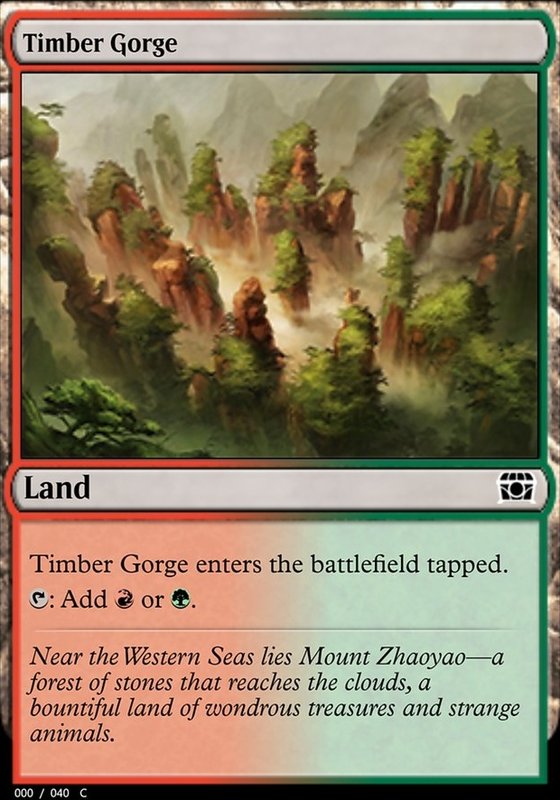 Timber Gorge
Land
Timber Gorge enters the battlefield tapped.
: Add or .
Near the Western Seas lies Mount Zhaoyao—a
forest of stones that reaches the clouds, a
bountiful land of wondrous treasures and strange
animals.
000 / 040 C